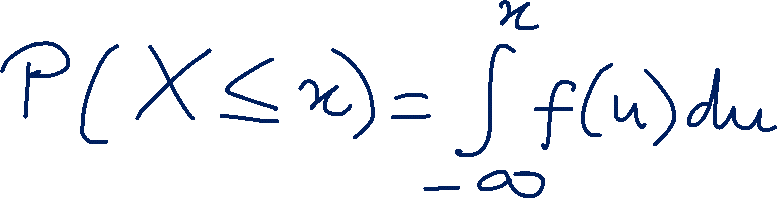 P(X ≤ x) = ∫_{-∞}^{x} f(u) du